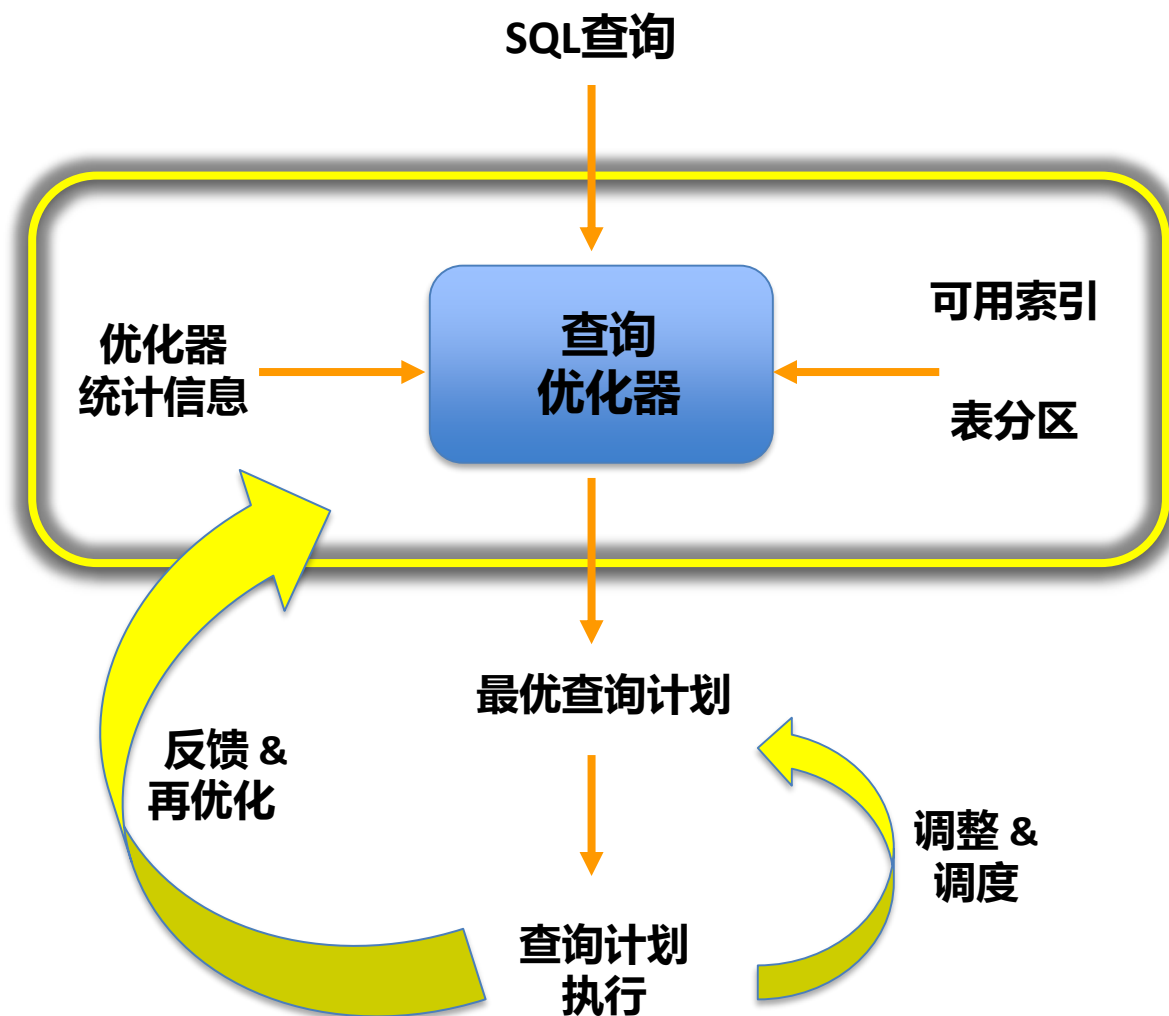 SQL查询
优化器
统计信息
查询
优化器
可用索引
表分区
最优查询计划
反馈 &
再优化
调整 &
调度
查询计划
执行